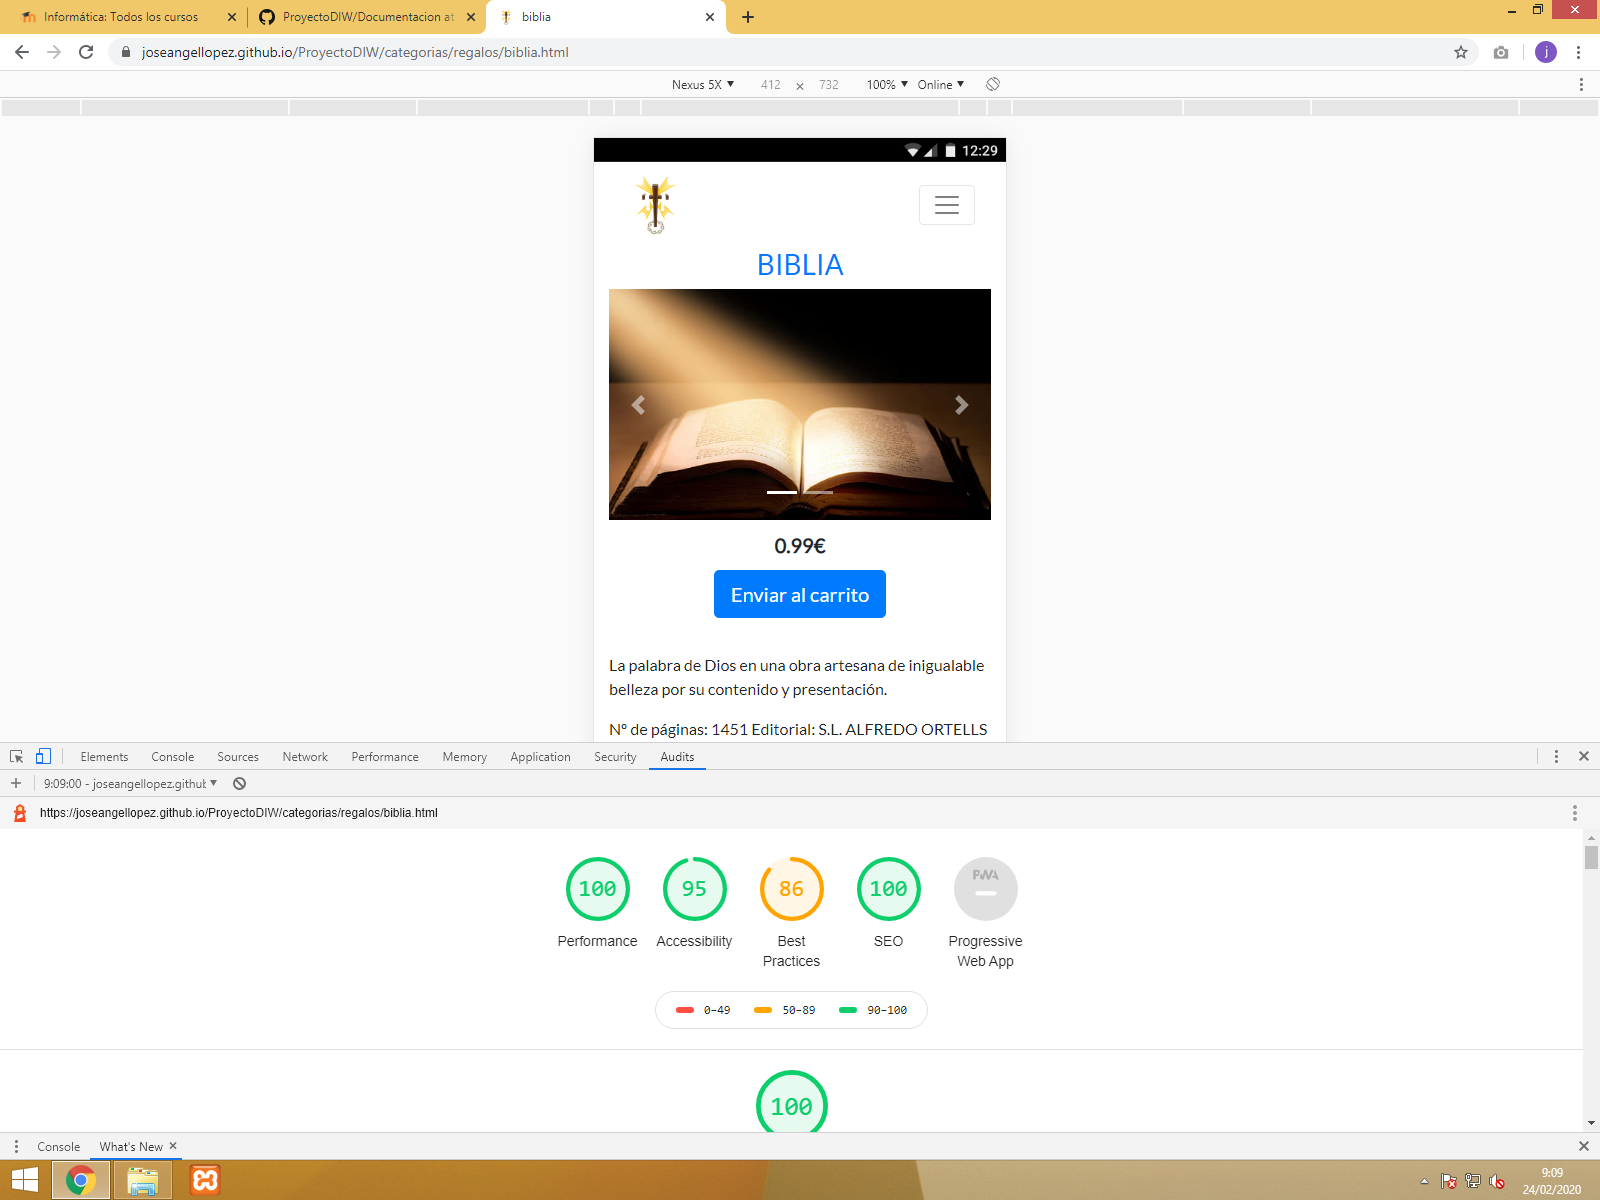 Informática: Todos los cursos
ProyectoDIW/Documentacion at
biblia
joseangellopez.github.io/ProyectoDIW/categorias/regalos/biblia.html
j
Nexus 5X ▼ 412 × 732 100% ▼ Online ▼
12:29
BIBLIA
0.99€
Enviar al carrito
La palabra de Dios en una obra artesana de inigualable
belleza por su contenido y presentación.
Nº de páginas: 1451 Editorial: S.L. ALFREDO ORTELLS
Elements Console Sources Network Performance Memory Application Security Audits
9:09:00 - joseangellopez.github ▼
https://joseangellopez.github.io/ProyectoDIW/categorias/regalos/biblia.html
100 95 86 100 PWA
Performance Accessibility Best Practices SEO Progressive Web App
0–49 50–89 90–100
100
Console What's New
9:09
24/02/2020